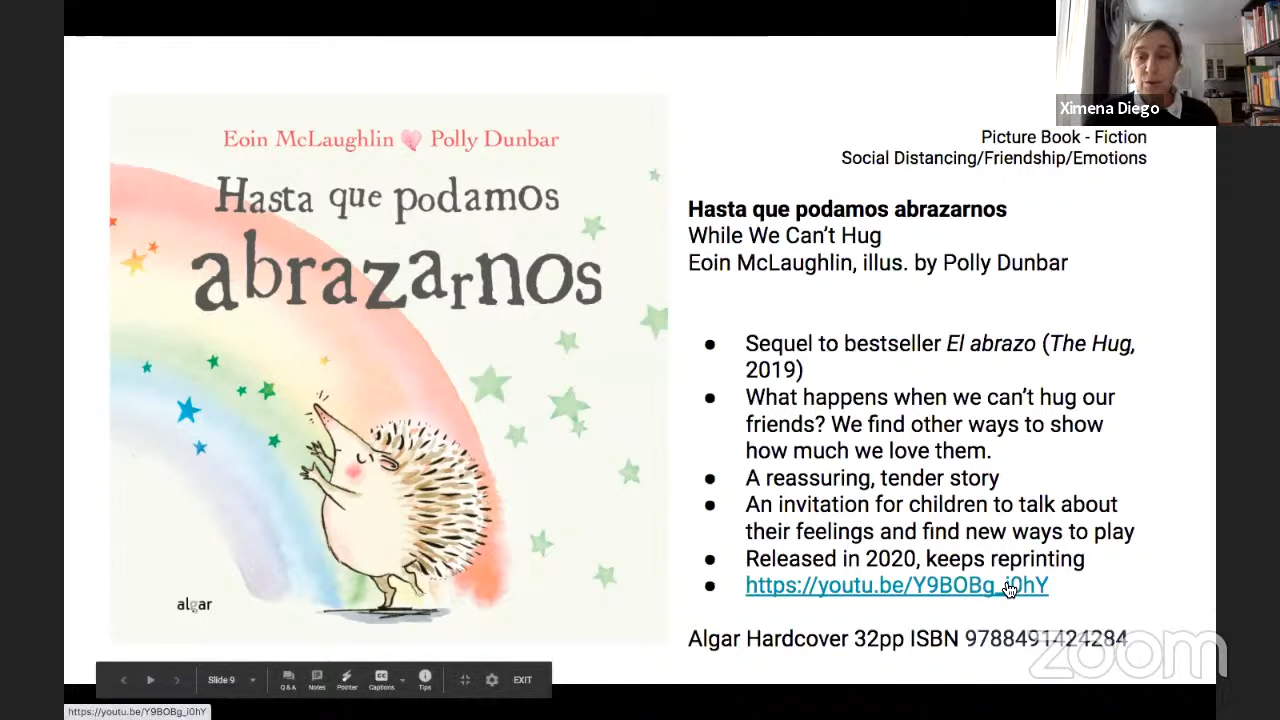 Ximena Diego
Eoin McLaughlin Polly Dunbar
Hasta que podamos
abrazarnos
algar
Picture Book - Fiction
Social Distancing/Friendship/Emotions
Hasta que podamos abrazarnos
While We Can't Hug
Eoin McLaughlin, illus. by Polly Dunbar
● Sequel to bestseller El abrazo (The Hug,
2019)
● What happens when we can't hug our
friends? We find other ways to show
how much we love them.
● A reassuring, tender story
● An invitation for children to talk about
their feelings and find new ways to play
● Released in 2020, keeps reprinting
● https://youtu.be/Y9BOBg_i0hY
Algar Hardcover 32pp ISBN 9788491424284
zoom
Slide 9 Q & A Notes Pointer Captions Tips EXIT
https://youtu.be/Y9BOBg_i0hY